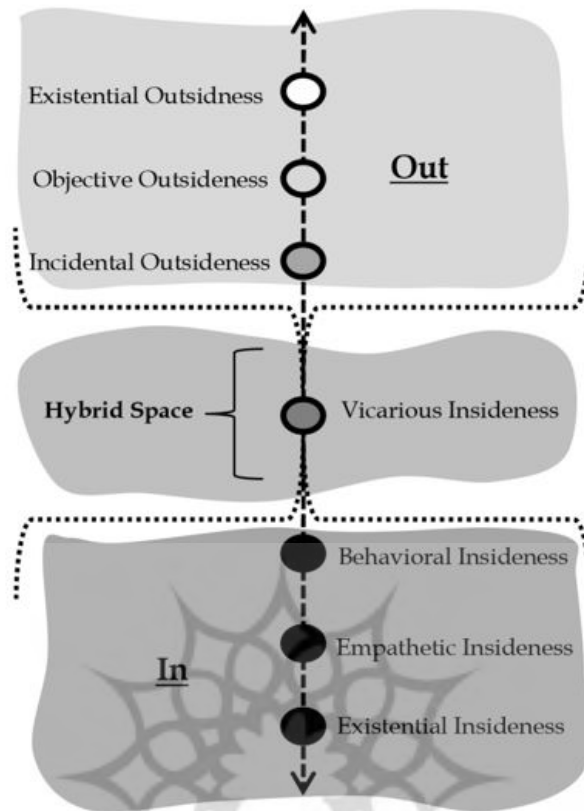 Existential Outsidness
Objective Outsideness
Out
Incidental Outsideness
Hybrid Space
Vicarious Insideness
Behavioral Insideness
Empathetic Insideness
In
Existential Insideness